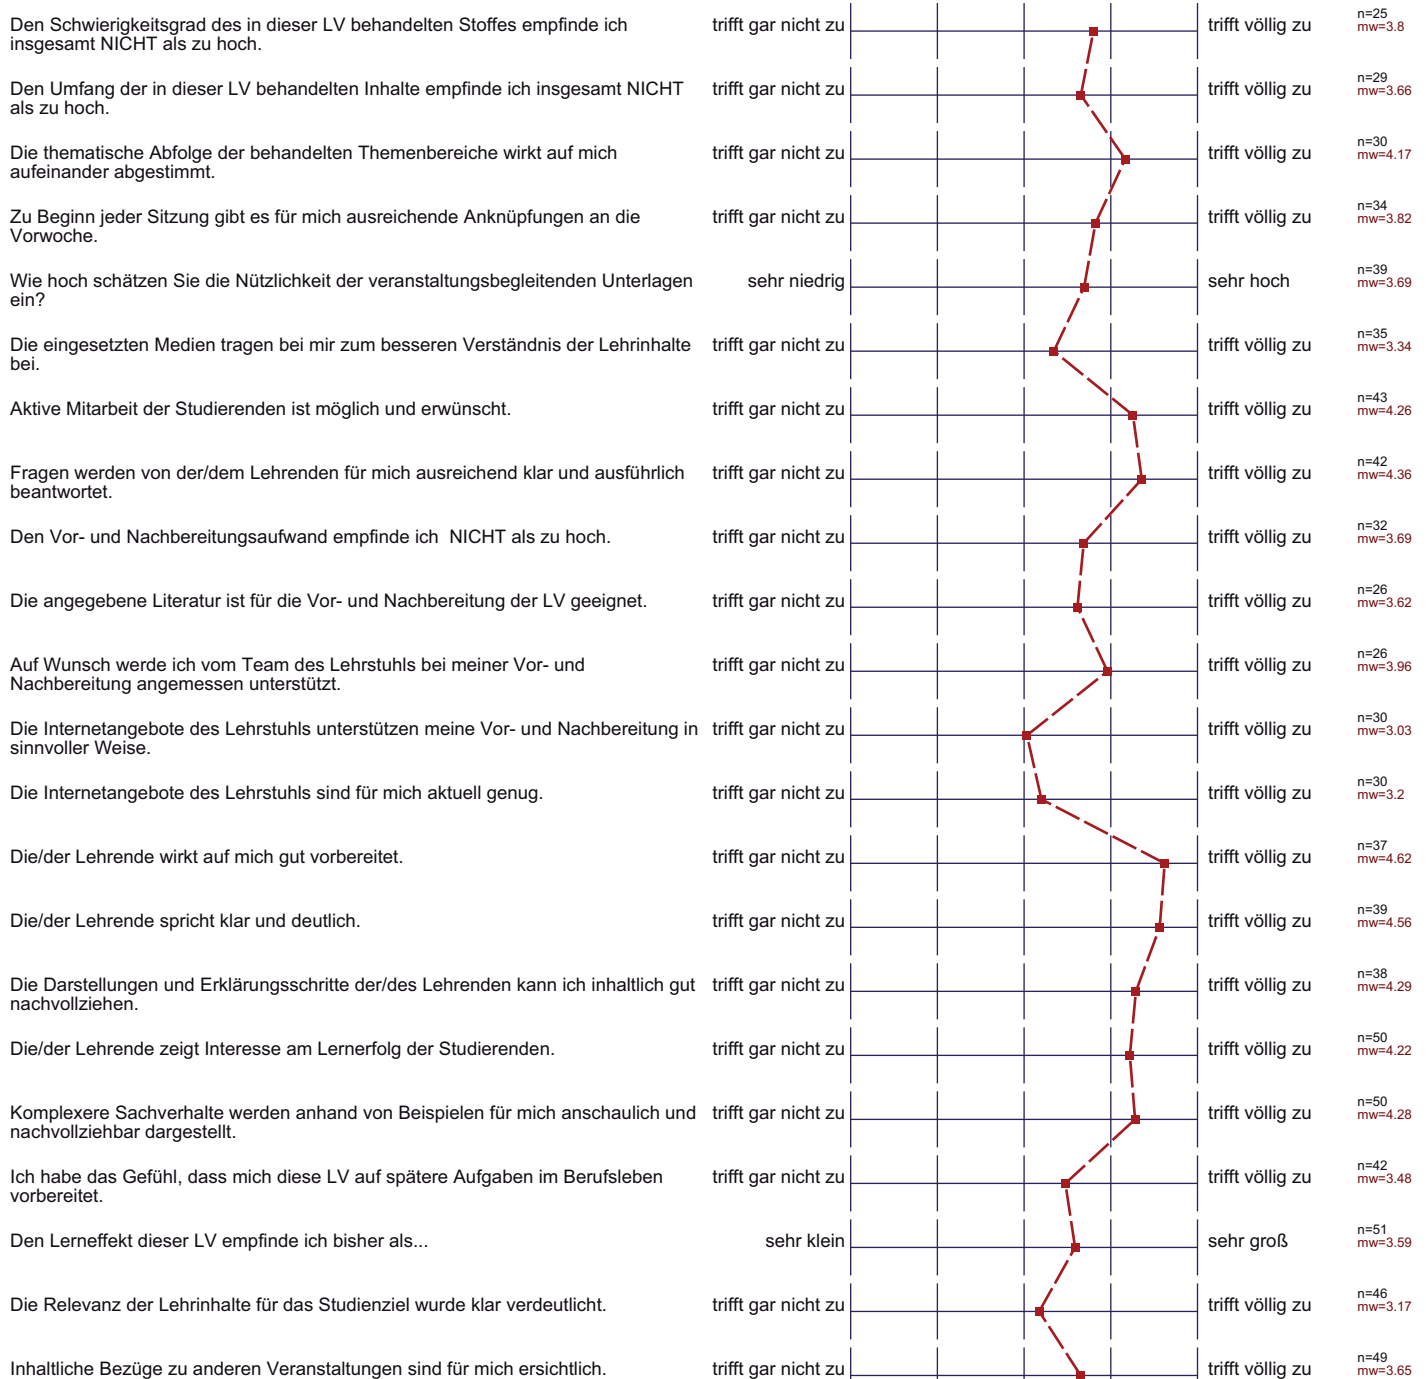 Den Schwierigkeitsgrad des in dieser LV behandelten Stoffes empfinde ich
insgesamt NICHT als zu hoch.
trifft gar nicht zu
trifft völlig zu
n=25
mw=3.8
Den Umfang der in dieser LV behandelten Inhalte empfinde ich insgesamt NICHT
als zu hoch.
trifft gar nicht zu
trifft völlig zu
n=29
mw=3.66
Die thematische Abfolge der behandelten Themenbereiche wirkt auf mich
aufeinander abgestimmt.
trifft gar nicht zu
trifft völlig zu
n=30
mw=4.17
Zu Beginn jeder Sitzung gibt es für mich ausreichende Anknüpfungen an die
Vorwoche.
trifft gar nicht zu
trifft völlig zu
n=34
mw=3.82
Wie hoch schätzen Sie die Nützlichkeit der veranstaltungsbegleitenden Unterlagen
ein?
sehr niedrig
sehr hoch
n=39
mw=3.69
Die eingesetzten Medien tragen bei mir zum besseren Verständnis der Lehrinhalte
bei.
trifft gar nicht zu
trifft völlig zu
n=35
mw=3.34
Aktive Mitarbeit der Studierenden ist möglich und erwünscht.
trifft gar nicht zu
trifft völlig zu
n=43
mw=4.26
Fragen werden von der/dem Lehrenden für mich ausreichend klar und ausführlich
beantwortet.
trifft gar nicht zu
trifft völlig zu
n=42
mw=4.36
Den Vor- und Nachbereitungsaufwand empfinde ich  NICHT als zu hoch.
trifft gar nicht zu
trifft völlig zu
n=32
mw=3.69
Die angegebene Literatur ist für die Vor- und Nachbereitung der LV geeignet.
trifft gar nicht zu
trifft völlig zu
n=26
mw=3.62
Auf Wunsch werde ich vom Team des Lehrstuhls bei meiner Vor- und
Nachbereitung angemessen unterstützt.
trifft gar nicht zu
trifft völlig zu
n=26
mw=3.96
Die Internetangebote des Lehrstuhls unterstützen meine Vor- und Nachbereitung in
sinnvoller Weise.
trifft gar nicht zu
trifft völlig zu
n=30
mw=3.03
Die Internetangebote des Lehrstuhls sind für mich aktuell genug.
trifft gar nicht zu
trifft völlig zu
n=30
mw=3.2
Die/der Lehrende wirkt auf mich gut vorbereitet.
trifft gar nicht zu
trifft völlig zu
n=37
mw=4.62
Die/der Lehrende spricht klar und deutlich.
trifft gar nicht zu
trifft völlig zu
n=39
mw=4.56
Die Darstellungen und Erklärungsschritte der/des Lehrenden kann ich inhaltlich gut
nachvollziehen.
trifft gar nicht zu
trifft völlig zu
n=38
mw=4.29
Die/der Lehrende zeigt Interesse am Lernerfolg der Studierenden.
trifft gar nicht zu
trifft völlig zu
n=50
mw=4.22
Komplexere Sachverhalte werden anhand von Beispielen für mich anschaulich und
nachvollziehbar dargestellt.
trifft gar nicht zu
trifft völlig zu
n=50
mw=4.28
Ich habe das Gefühl, dass mich diese LV auf spätere Aufgaben im Berufsleben
vorbereitet.
trifft gar nicht zu
trifft völlig zu
n=42
mw=3.48
Den Lerneffekt dieser LV empfinde ich bisher als...
sehr klein
sehr groß
n=51
mw=3.59
Die Relevanz der Lehrinhalte für das Studienziel wurde klar verdeutlicht.
trifft gar nicht zu
trifft völlig zu
n=46
mw=3.17
Inhaltliche Bezüge zu anderen Veranstaltungen sind für mich ersichtlich.
trifft gar nicht zu
trifft völlig zu
n=49
mw=3.65